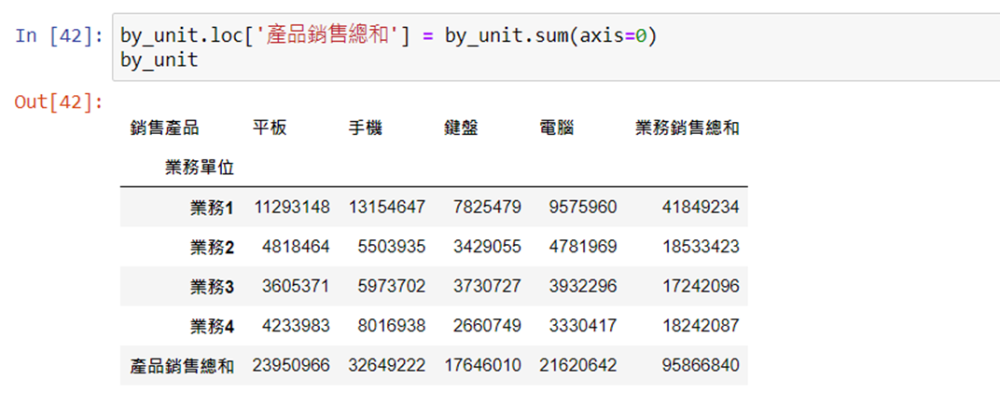 In [42]: by_unit.loc['產品銷售總和'] = by_unit.sum(axis=0)
by_unit
Out[42]:
銷售產品 平板 手機 鍵盤 電腦 業務銷售總和
業務單位
業務1 11293148 13154647 7825479 9575960 41849234
業務2 4818464 5503935 3429055 4781969 18533423
業務3 3605371 5973702 3730727 3932296 17242096
業務4 4233983 8016938 2660749 3330417 18242087
產品銷售總和 23950966 32649222 17646010 21620642 95866840